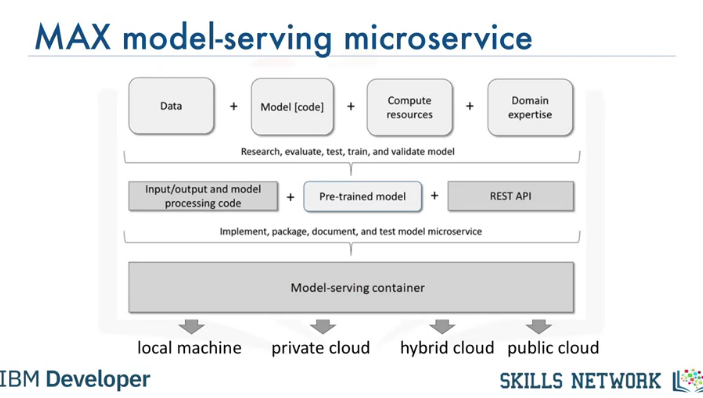 MAX model-serving microservice
Data + Model [code] + Compute resources + Domain expertise
Research, evaluate, test, train, and validate model
Input/output and model processing code + Pre-trained model + REST API
Implement, package, document, and test model microservice
Model-serving container
local machine private cloud hybrid cloud public cloud
IBM Developer SKILLS NETWORK